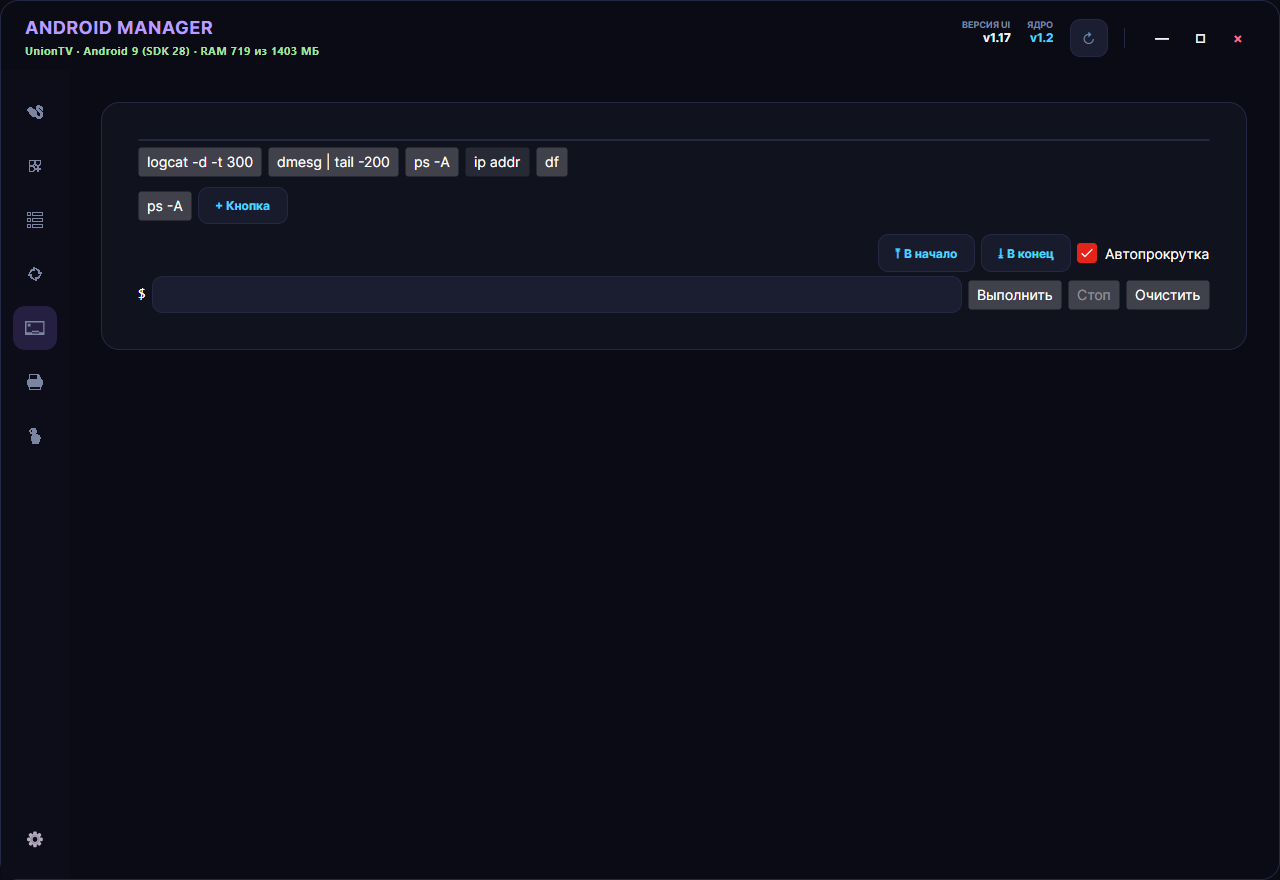 ANDROID MANAGER
UnionTV · Android 9 (SDK 28) · RAM 719 из 1403 МБ
ВЕРСИЯ UI
v1.17
ЯДРО
v1.2
logcat -d -t 300
dmesg | tail -200
ps -A
ip addr
df
ps -A
+ Кнопка
⤒ В начало
⤓ В конец
Автопрокрутка
$
Выполнить
Стоп
Очистить